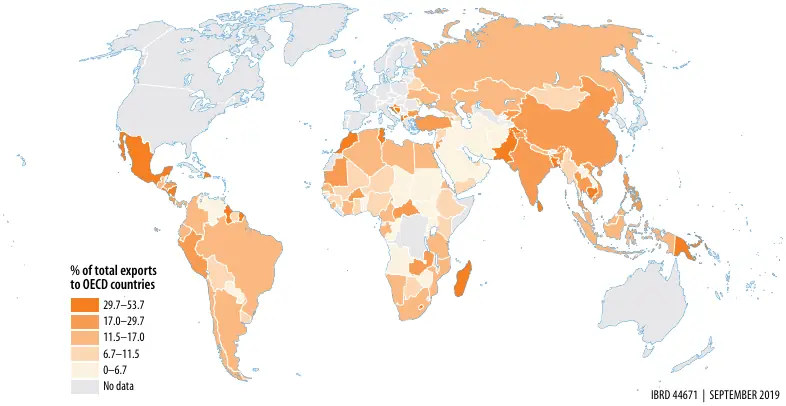 % of total exports
to OECD countries
29.7–53.7
17.0–29.7
11.5–17.0
6.7–11.5
0–6.7
No data
IBRD 44671 | SEPTEMBER 2019